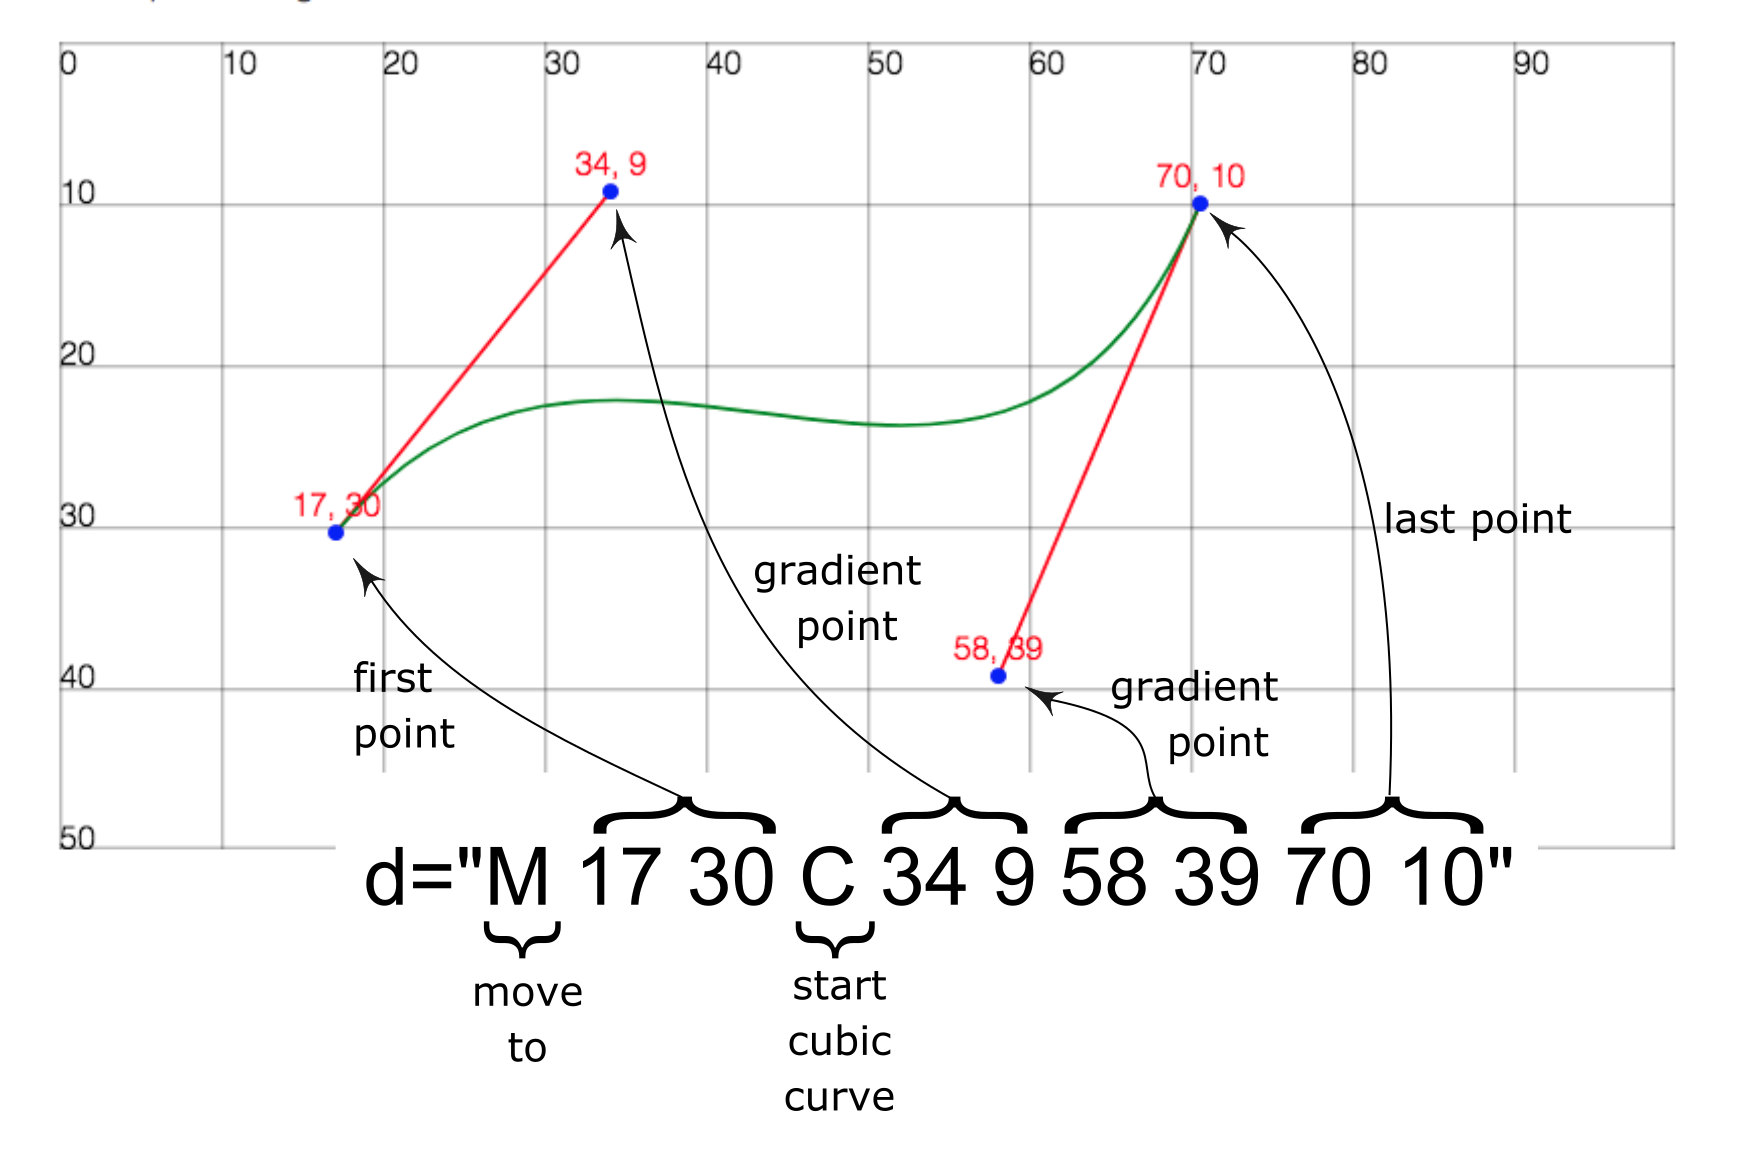 0 10 20 30 40 50 60 70 80 90
34, 9
70, 10
10
20
17, 30
30
last point
gradient
point
58, 39
40
first
point
gradient
point
50
d="M 17 30 C 34 9 58 39 70 10"
move
to
start
cubic
curve